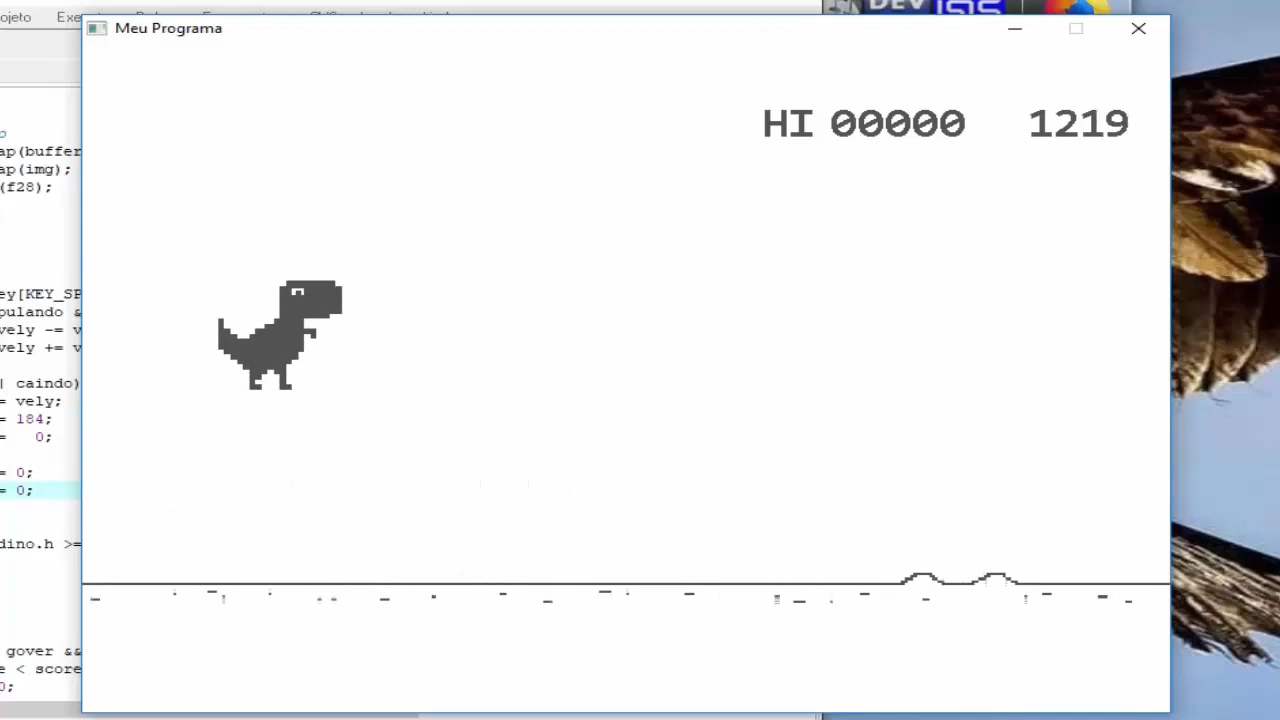 ojeto
DEV
Meu Programa
HI 00000 1219
ap(buffer
ap(img);
(f28);
ey[KEY_SP
pulando &
vely -= v
vely += v
| caindo)
= vely;
= 184;
= 0;
= 0;
= 0;
dino.h >=
gover &&
e < score
0;